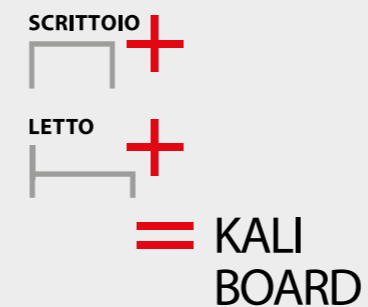 SCRITTOIO
+
LETTO
+
= KALI
BOARD